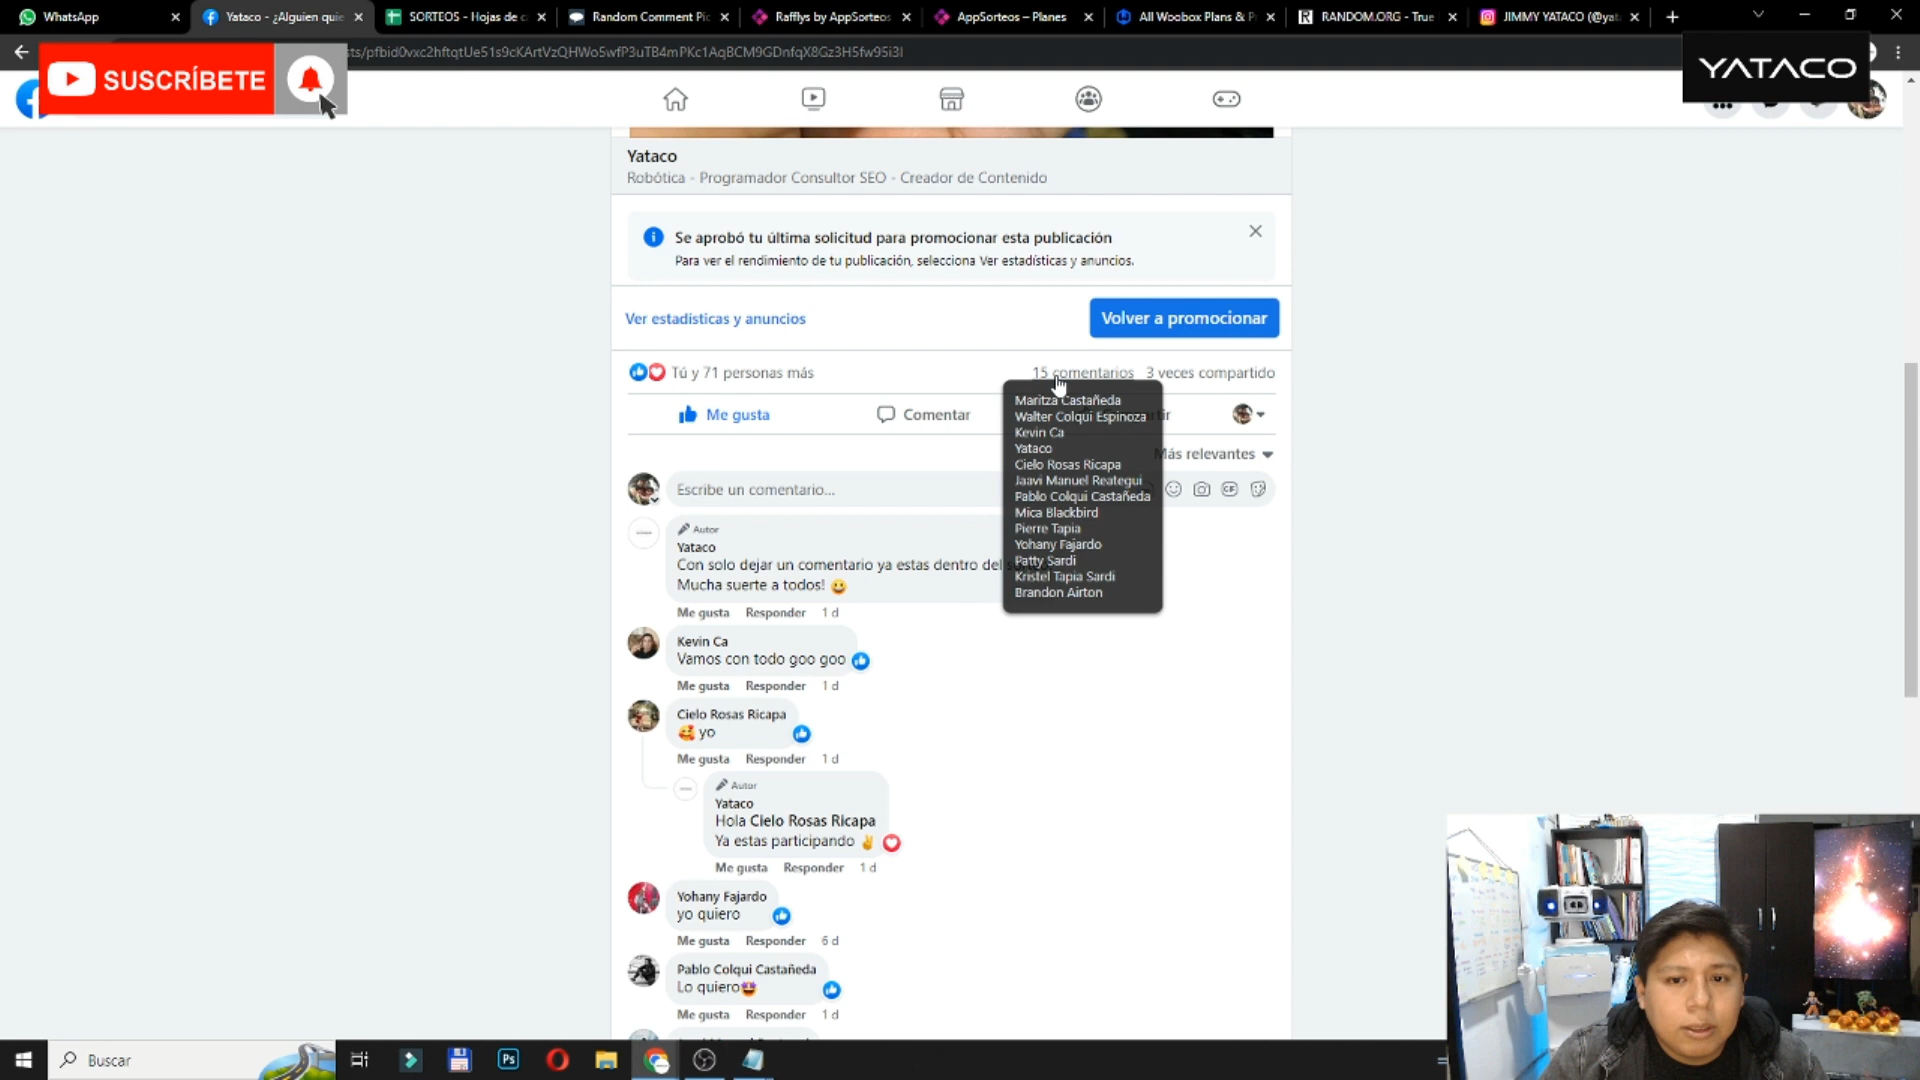 WhatsApp
Yataco - ¿Alguien quie
SORTEOS - Hojas de c
Random Comment Pic
Rafflys by AppSorteos
AppSorteos – Planes
All Woobox Plans & P
RANDOM.ORG - True
JIMMY YATACO (@yat
sts/pfbid0vxc2hftqtUe51s9cKArtVzQHWo5wfP3uTB4mPKc1AqBCM9GDnfqX8Gz3H5fw95i3l
SUSCRÍBETE
YATACO
Yataco
Robótica - Programador Consultor SEO - Creador de Contenido
Se aprobó tu última solicitud para promocionar esta publicación
Para ver el rendimiento de tu publicación, selecciona Ver estadísticas y anuncios.
Ver estadísticas y anuncios
Volver a promocionar
Tú y 71 personas más
15 comentarios
3 veces compartido
Me gusta
Comentar
Maritza Castañeda
Walter Colqui Espinoza
Kevin Ca
Yataco
Cielo Rosas Ricapa
Jaavi Manuel Reategui
Pablo Colqui Castañeda
Mica Blackbird
Pierre Tapia
Yohany Fajardo
Patty Sardi
Kristel Tapia Sardi
Brandon Airton
Más relevantes
Escribe un comentario...
Autor
Yataco
Con solo dejar un comentario ya estas dentro del
Mucha suerte a todos! 😀
Me gusta Responder 1 d
Kevin Ca
Vamos con todo goo goo
Me gusta Responder 1 d
Cielo Rosas Ricapa
🥰 yo
Me gusta Responder 1 d
Autor
Yataco
Hola Cielo Rosas Ricapa
Ya estas participando ✌
Me gusta Responder 1 d
Yohany Fajardo
yo quiero
Me gusta Responder 6 d
Pablo Colqui Castañeda
Lo quiero🤩
Me gusta Responder 1 d
Buscar